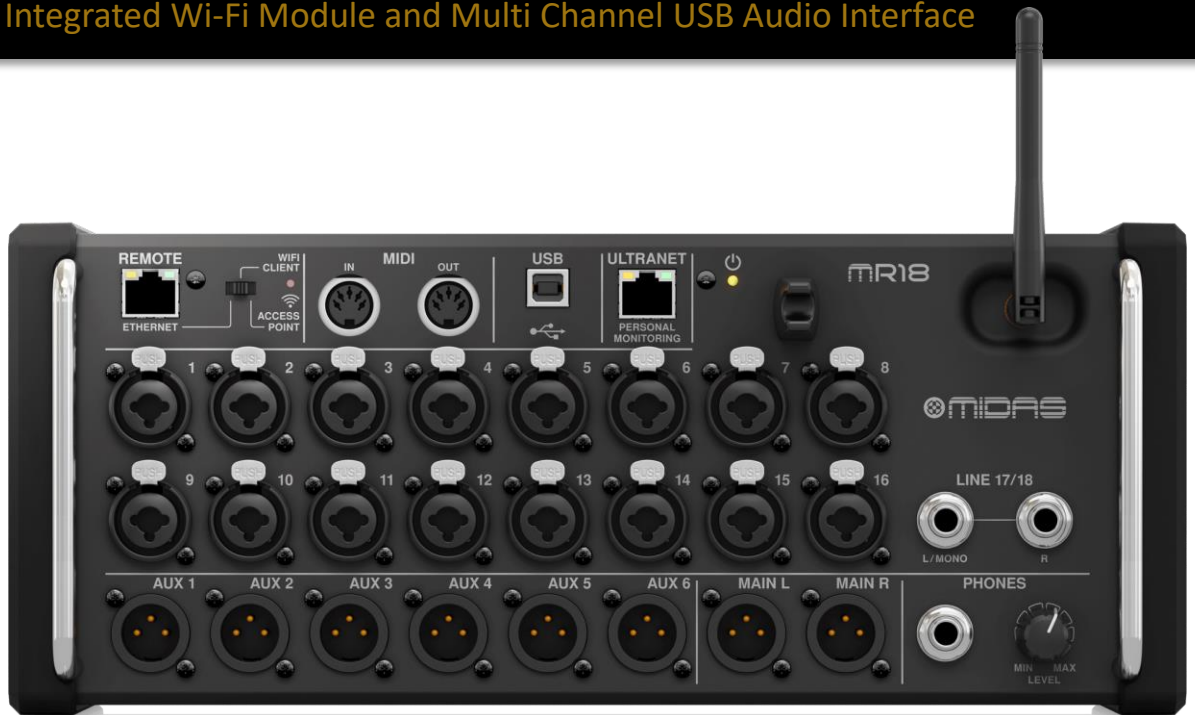 Integrated Wi-Fi Module and Multi Channel USB Audio Interface
REMOTE
ETHERNET
WIFI
CLIENT
ACCESS
POINT
MIDI
IN
OUT
USB
ULTRANET
PERSONAL
MONITORING
MR18
PUSH 1 PUSH 2 PUSH 3 PUSH 4 PUSH 5 PUSH 6 PUSH 7 PUSH 8
MIDAS
PUSH 9 PUSH 10 PUSH 11 PUSH 12 PUSH 13 PUSH 14 PUSH 15 PUSH 16
LINE 17/18
L/MONO
R
AUX 1 AUX 2 AUX 3 AUX 4 AUX 5 AUX 6 MAIN L MAIN R
PHONES
MIN MAX
LEVEL